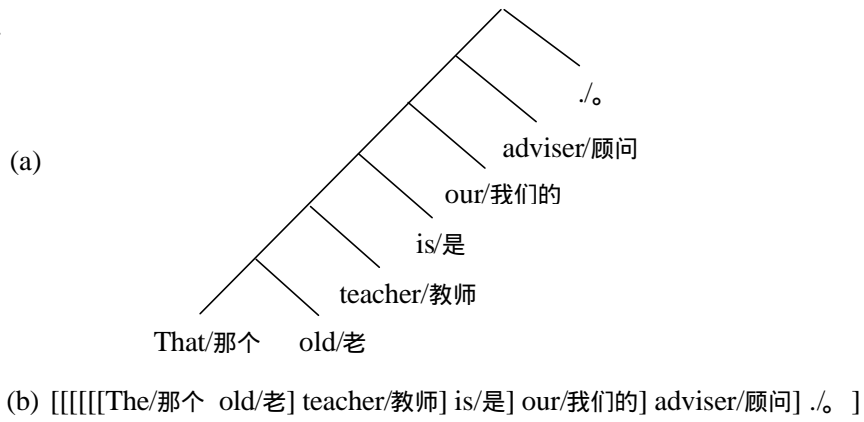 ./。
adviser/顾问
(a)
our/我们的
is/是
teacher/教师
That/那个 old/老
(b) [[[[[[The/那个 old/老] teacher/教师] is/是] our/我们的] adviser/顾问] ./。 ]